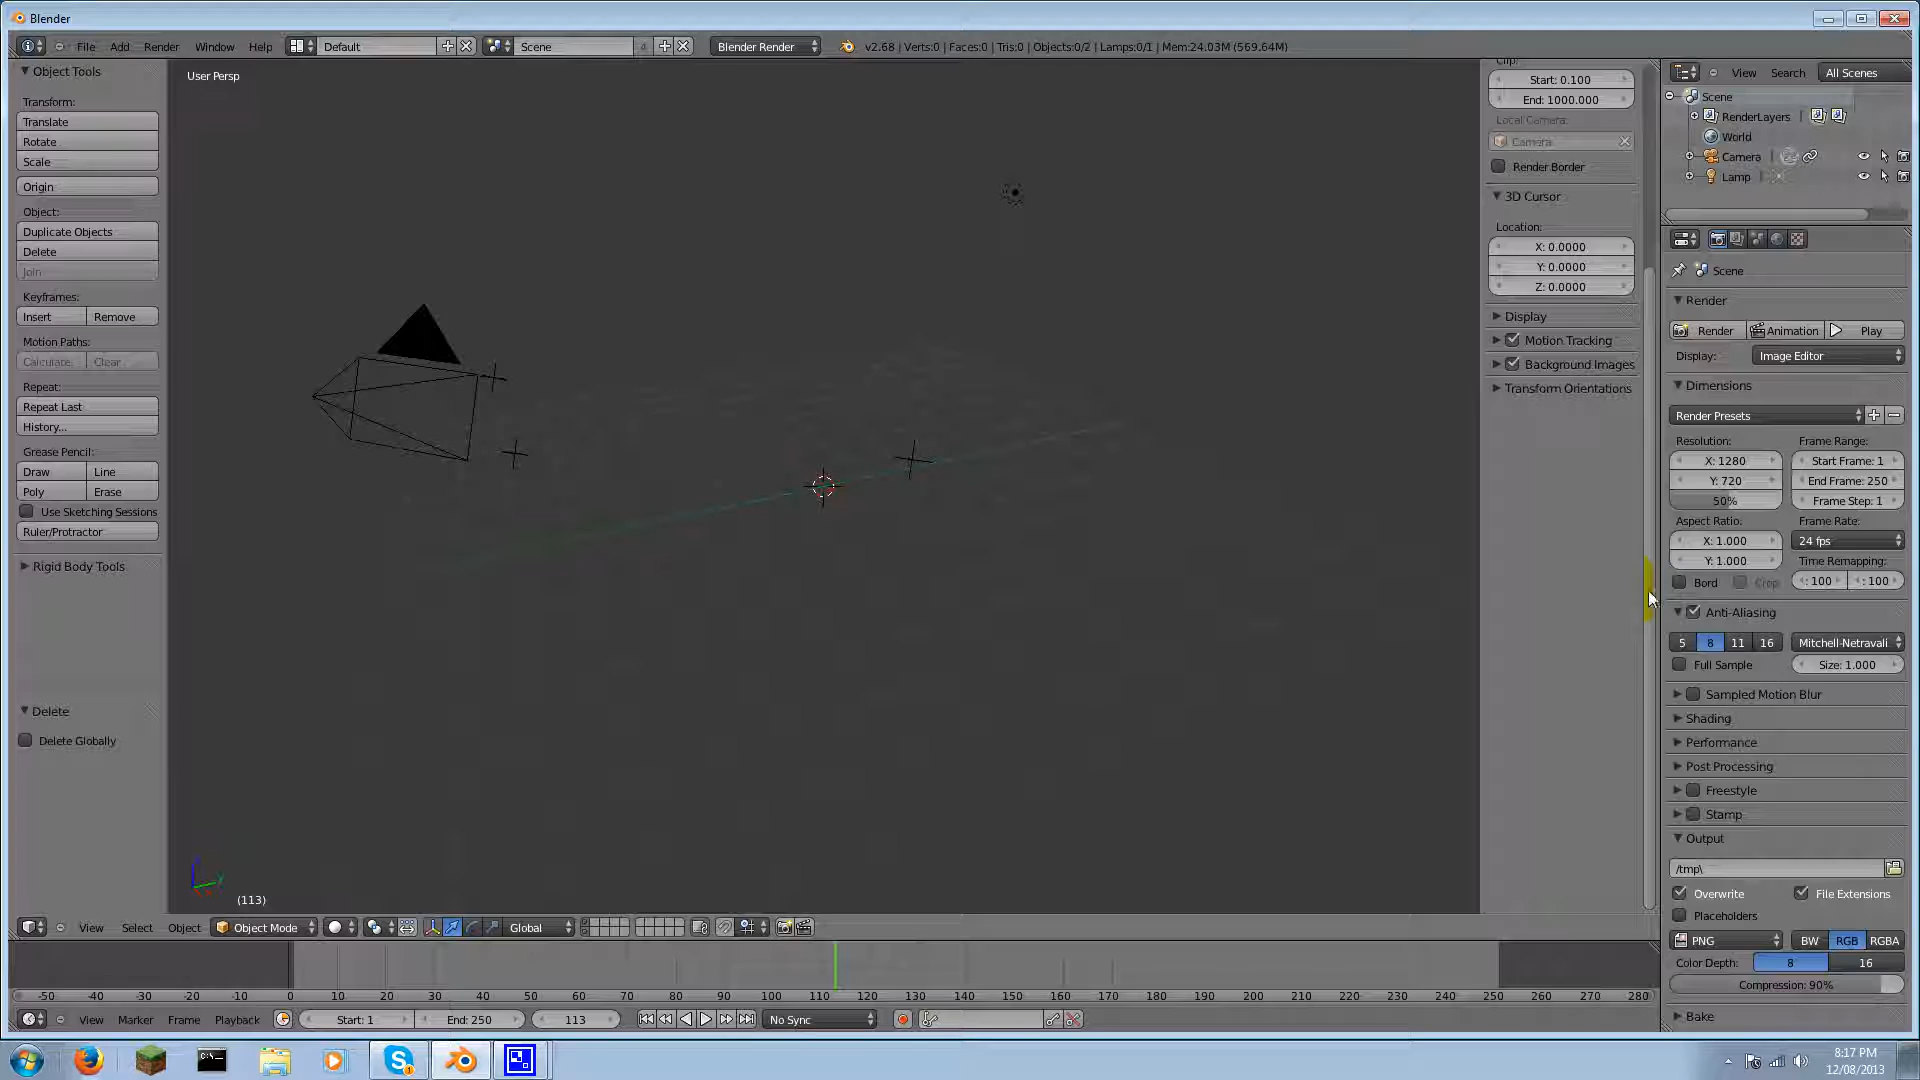 Blender
File Add Render Window Help Default Scene 4 Blender Render v2.68 | Verts:0 | Faces:0 | Tris:0 | Objects:0/2 | Lamps:0/1 | Mem:24.03M (569.64M)
Object Tools
Transform:
Translate
Rotate
Scale
Origin
Object:
Duplicate Objects
Delete
Join
Keyframes:
Insert Remove
Motion Paths:
Calculate Clear
Repeat:
Repeat Last
History...
Grease Pencil:
Draw Line
Poly Erase
Use Sketching Sessions
Ruler/Protractor
Rigid Body Tools
Delete
Delete Globally
User Persp
(113)
Clip:
Start: 0.100
End: 1000.000
Local Camera:
Camera
Render Border
3D Cursor
Location:
X: 0.0000
Y: 0.0000
Z: 0.0000
Display
Motion Tracking
Background Images
Transform Orientations
View Search All Scenes
Scene
RenderLayers
World
Camera
Lamp
Scene
Render
Render Animation Play
Display: Image Editor
Dimensions
Render Presets
Resolution: Frame Range:
X: 1280 Start Frame: 1
Y: 720 End Frame: 250
50% Frame Step: 1
Aspect Ratio: Frame Rate:
X: 1.000 24 fps
Y: 1.000 Time Remapping:
Bord Crop : 100 : 100
Anti-Aliasing
5 8 11 16 Mitchell-Netravali
Full Sample Size: 1.000
Sampled Motion Blur
Shading
Performance
Post Processing
Freestyle
Stamp
Output
/tmp\
Overwrite File Extensions
Placeholders
PNG BW RGB RGBA
Color Depth: 8 16
Compression: 90%
Bake
View Select Object Object Mode Global
-50 -40 -30 -20 -10 0 10 20 30 40 50 60 70 80 90 100 110 120 130 140 150 160 170 180 190 200 210 220 230 240 250 260 270 280
View Marker Frame Playback Start: 1 End: 250 113 No Sync
8:17 PM
12/08/2013